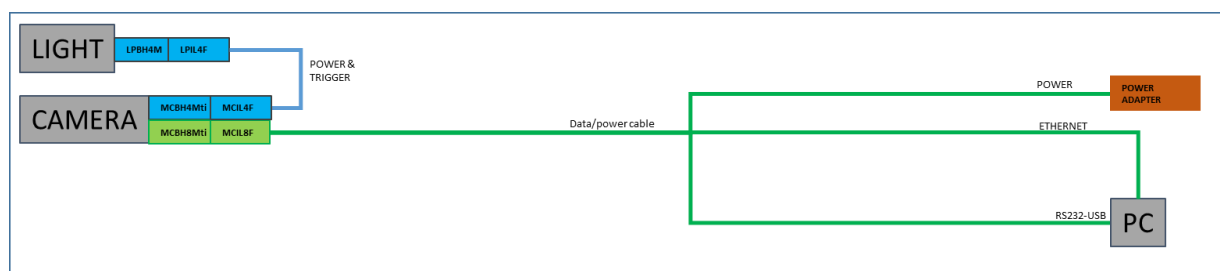 LIGHT
LPBH4M
LPIL4F
POWER &
TRIGGER
CAMERA
MCBH4Mti
MCIL4F
MCBH8Mti
MCIL8F
Data/power cable
POWER
POWER
ADAPTER
ETHERNET
RS232-USB
PC